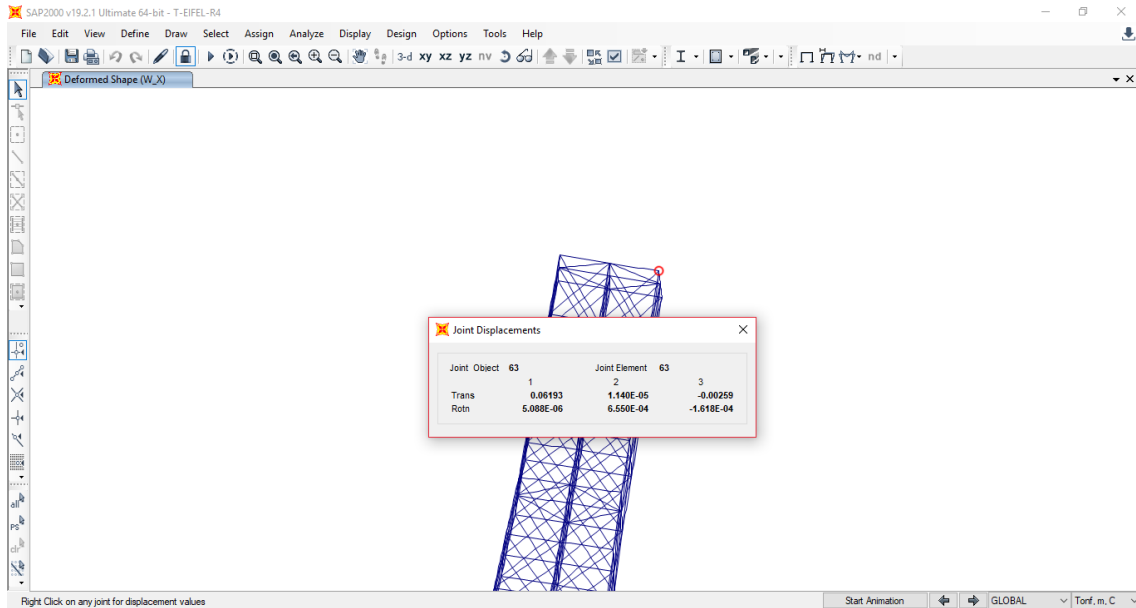 SAP2000 v19.2.1 Ultimate 64-bit - T-EIFEL-R4
File Edit View Define Draw Select Assign Analyze Display Design Options Tools Help
3-d xy xz yz nv nd
Deformed Shape (W_X)
Joint Displacements
Joint Object 63 Joint Element 63
1 2 3
Trans 0.06193 1.140E-05 -0.00259
Rotn 5.088E-06 6.550E-04 -1.618E-04
all
PS
clr
Right Click on any joint for displacement values
Start Animation
GLOBAL
Tonf, m, C